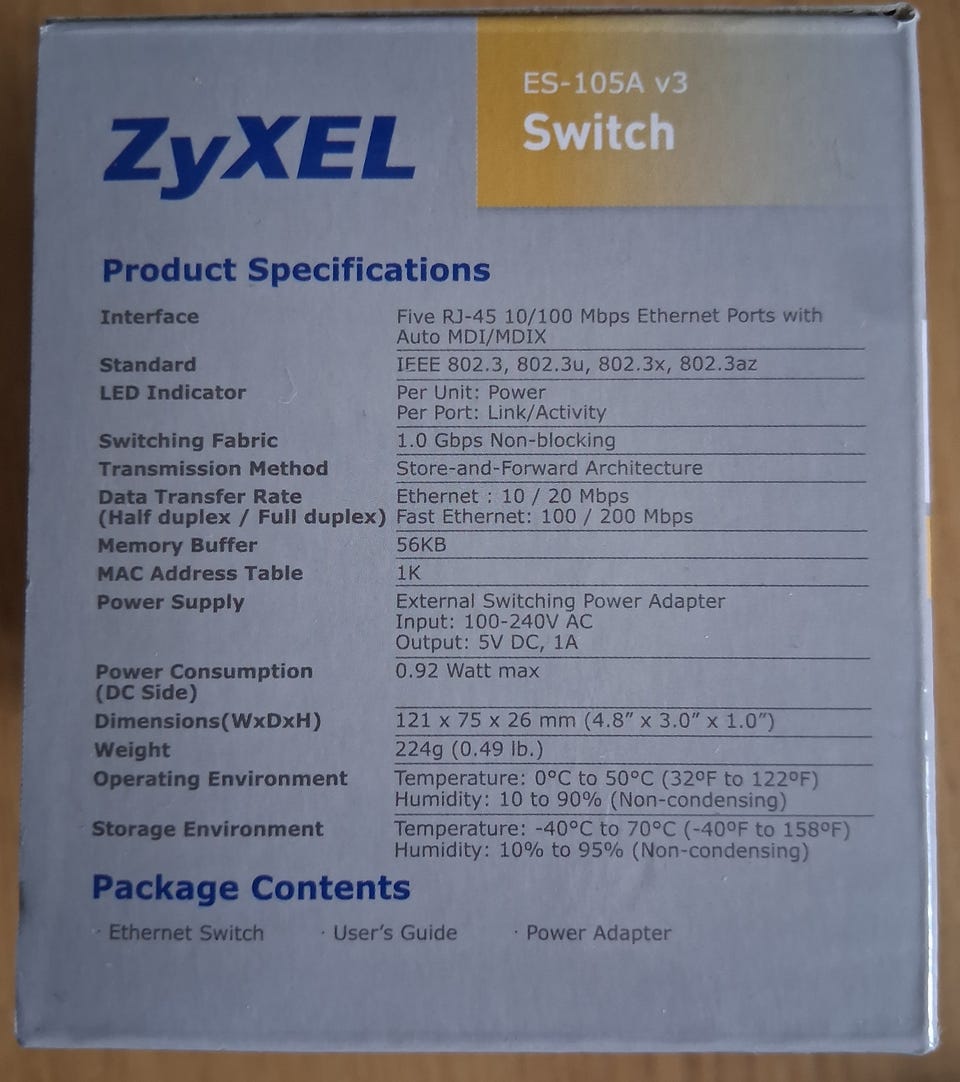 ZyXEL
ES-105A v3
Switch
Product Specifications
Interface Five RJ-45 10/100 Mbps Ethernet Ports with
Auto MDI/MDIX
Standard IEEE 802.3, 802.3u, 802.3x, 802.3az
LED Indicator Per Unit: Power
Per Port: Link/Activity
Switching Fabric 1.0 Gbps Non-blocking
Transmission Method Store-and-Forward Architecture
Data Transfer Rate Ethernet : 10 / 20 Mbps
(Half duplex / Full duplex) Fast Ethernet: 100 / 200 Mbps
Memory Buffer 56KB
MAC Address Table 1K
Power Supply External Switching Power Adapter
Input: 100-240V AC
Output: 5V DC, 1A
Power Consumption 0.92 Watt max
(DC Side)
Dimensions(WxDxH) 121 x 75 x 26 mm (4.8” x 3.0” x 1.0”)
Weight 224g (0.49 lb.)
Operating Environment Temperature: 0°C to 50°C (32ºF to 122ºF)
Humidity: 10 to 90% (Non-condensing)
Storage Environment Temperature: -40°C to 70°C (-40ºF to 158ºF)
Humidity: 10% to 95% (Non-condensing)
Package Contents
· Ethernet Switch · User’s Guide · Power Adapter